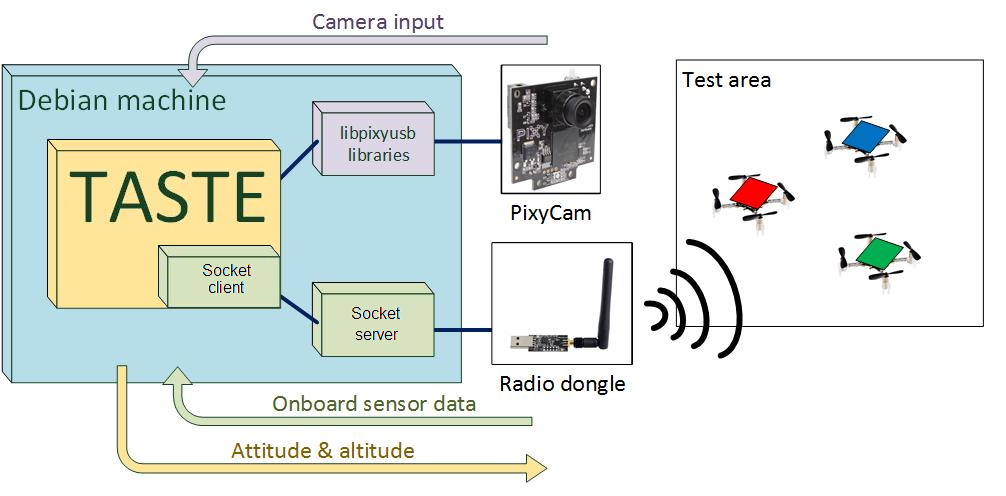 Camera input
Debian machine
Test area
libpixyusb
libraries
PIXY
TASTE
PixyCam
Socket
client
Socket
server
Radio dongle
Onboard sensor data
Attitude & altitude